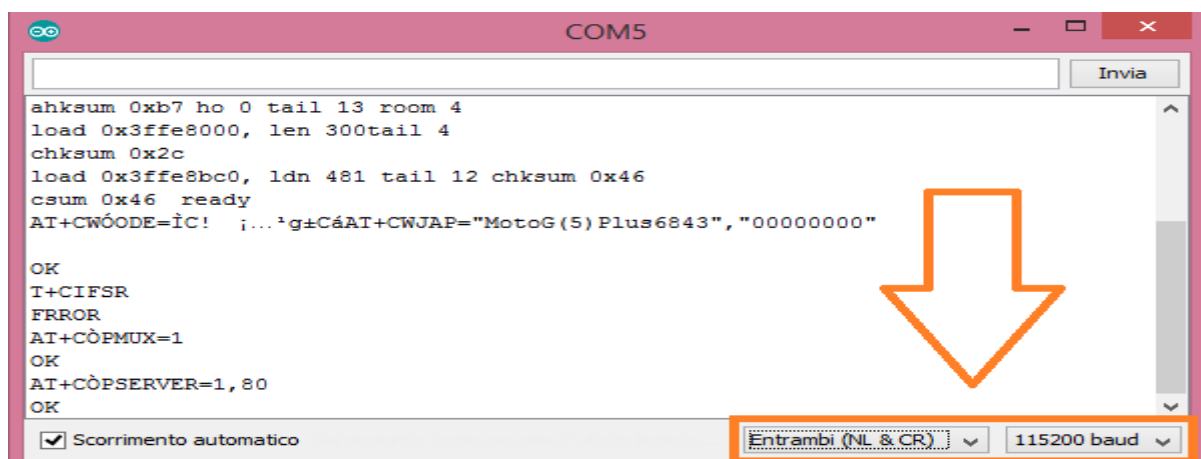 COM5
Invia
ahksum 0xb7 ho 0 tail 13 room 4
load 0x3ffe8000, len 300tail 4
chksum 0x2c
load 0x3ffe8bc0, ldn 481 tail 12 chksum 0x46
csum 0x46  ready
AT+CWÓODE=ÌC!  ¡…¹g±CáAT+CWJAP="MotoG(5)Plus6843","00000000"
OK
T+CIFSR
FRROR
AT+CÒPMUX=1
OK
AT+CÒPSERVER=1,80
OK
Scorrimento automatico
Entrambi (NL & CR)
115200 baud